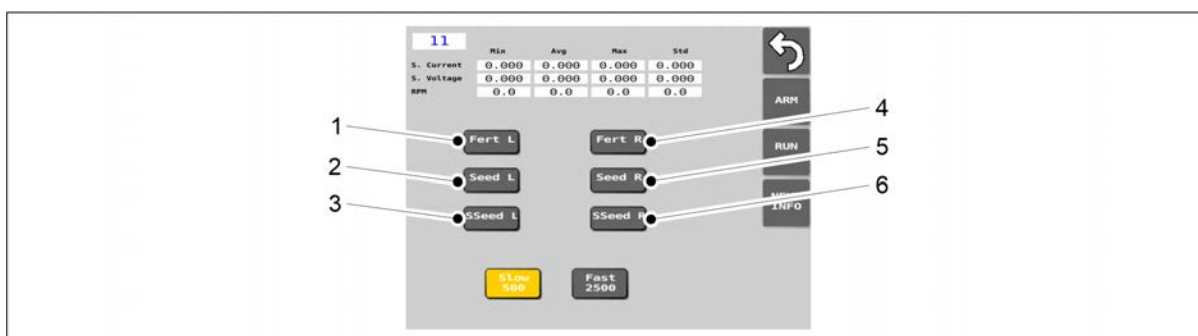 11
Min Avg Max Std
S. Current 0.000 0.000 0.000 0.000
S. Voltage 0.000 0.000 0.000 0.000
RPM 0.0 0.0 0.0 0.0
ARM
RUN
INFO
1 Fert L Fert R 4
2 Seed L Seed R 5
3 SSeed L SSeed R 6
Slow Fast
500 2500